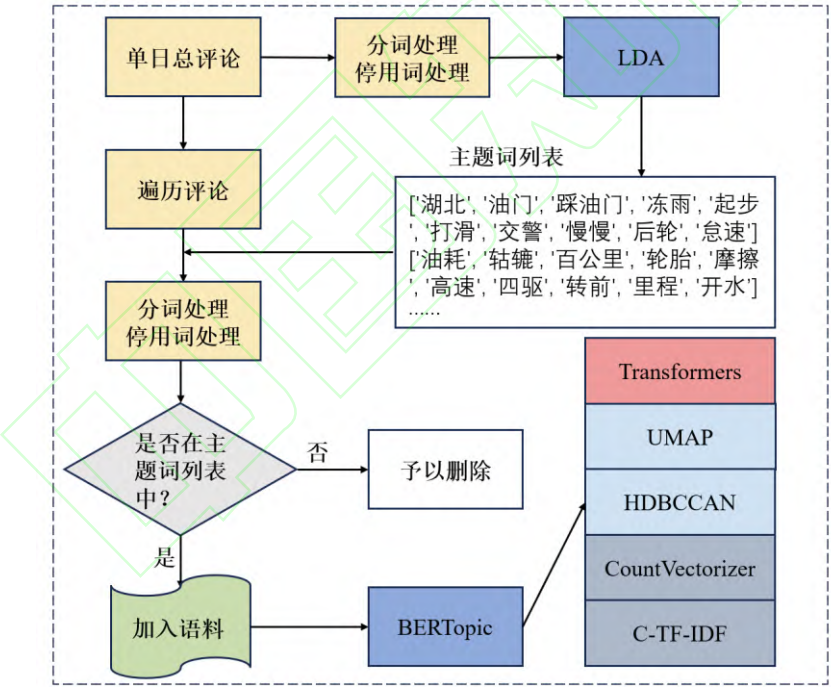 单日总评论
分词处理
停用词处理
LDA
主题词列表
遍历评论
['湖北', '油门', '踩油门', '冻雨', '起步
', '打滑', '交警', '慢慢', '后轮', '怠速']
['油耗', '轱辘', '百公里', '轮胎', '摩擦
', '高速', '四驱', '转前', '里程', '开水']
......
分词处理
停用词处理
Transformers
UMAP
HDBCCAN
CountVectorizer
C-TF-IDF
是否在主
题词列表
中？
否
予以删除
是
加入语料
BERTopic